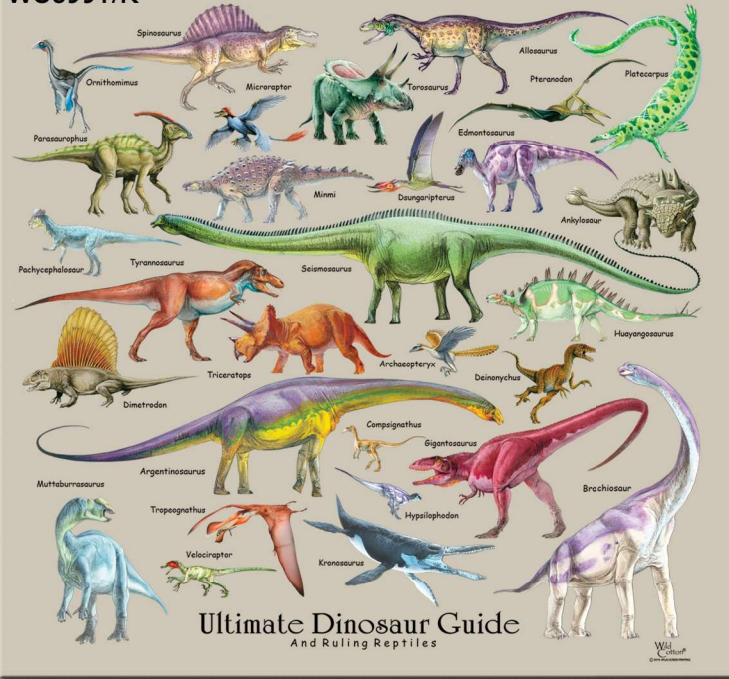 Spinosaurus
Allosaurus
Ornithomimus
Microraptor
Torosaurus
Pteranodon
Platecarpus
Parasaurophus
Edmontosaurus
Minmi
Dsungaripterus
Ankylosaur
Pachycephalosaur
Tyrannosaurus
Seismosaurus
Huayangosaurus
Triceratops
Archaeopteryx
Deinonychus
Dimetrodon
Compsignathus
Gigantosaurus
Argentinosaurus
Muttaburrasaurus
Brachiosaur
Tropeognathus
Hypsilophodon
Velociraptor
Kronosaurus
Ultimate Dinosaur Guide
And Ruling Reptiles
Wild
Cotton®